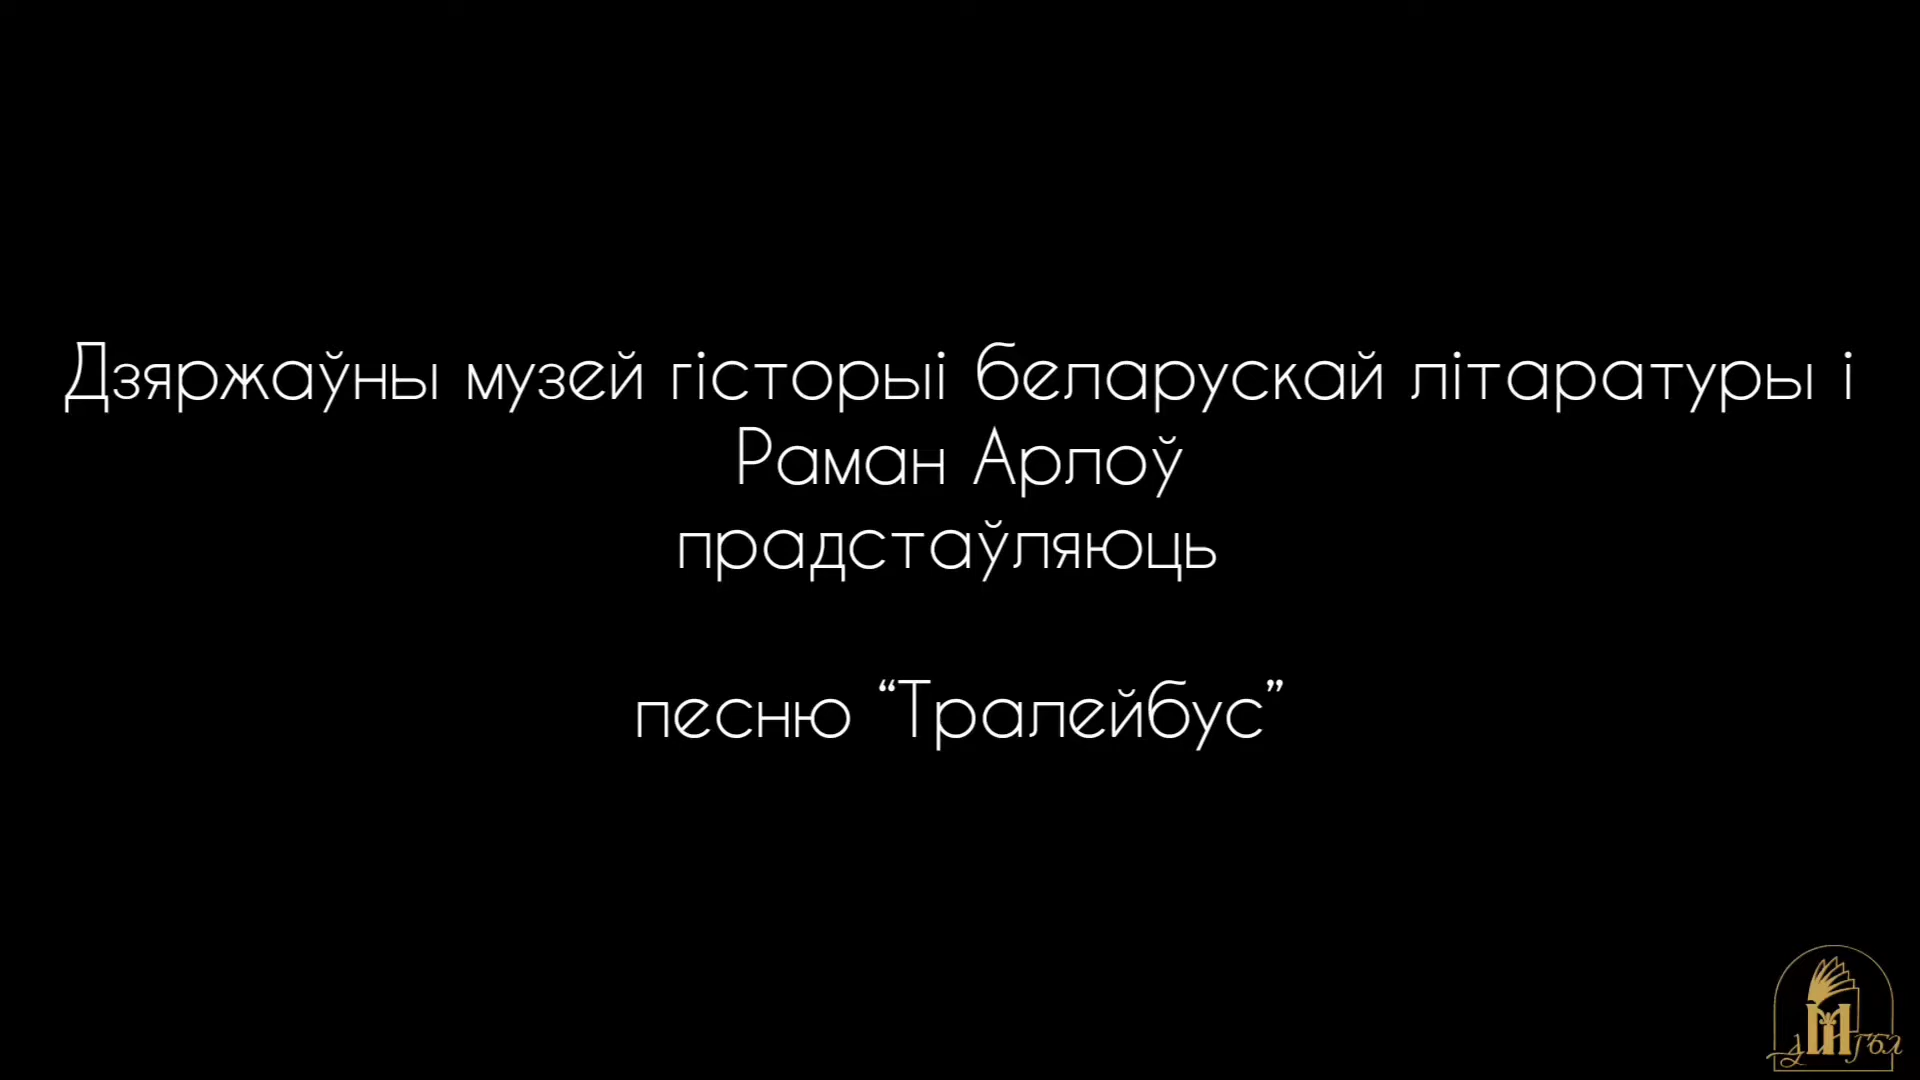 Дзяржаўны музей гісторыі беларускай літаратуры і
Раман Арлоў
прадстаўляюць
песню “Тралейбус”